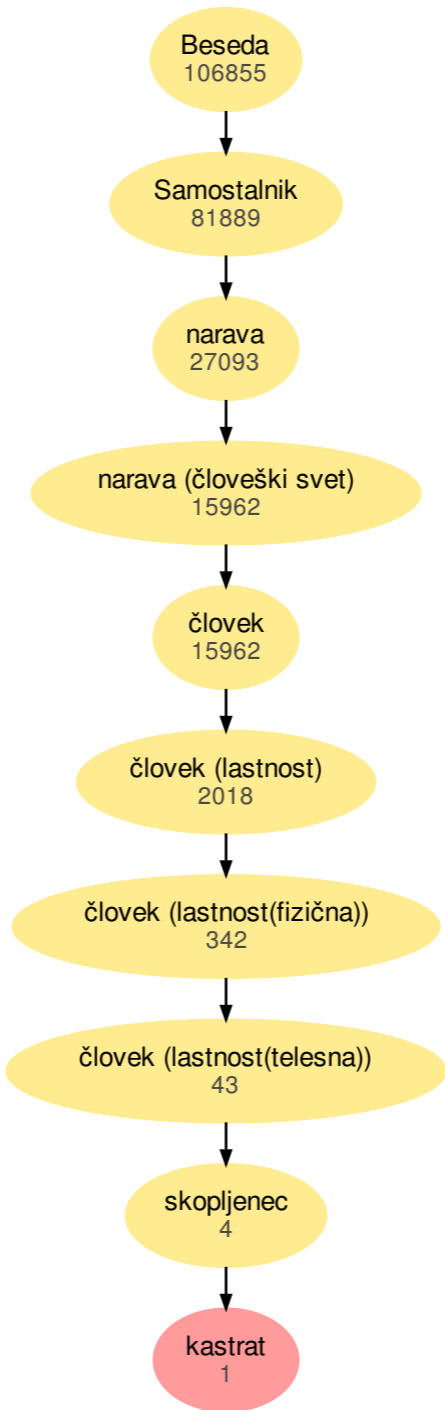 Beseda
106855
Samostalnik
81889
narava
27093
narava (človeški svet)
15962
človek
15962
človek (lastnost)
2018
človek (lastnost(fizična))
342
človek (lastnost(telesna))
43
skopljenec
4
kastrat
1